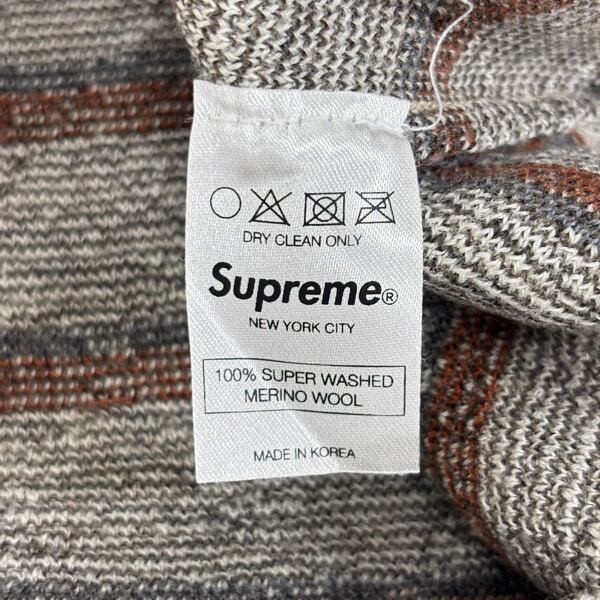 DRY CLEAN ONLY
Supreme®
NEW YORK CITY
100% SUPER WASHED
MERINO WOOL
MADE IN KOREA